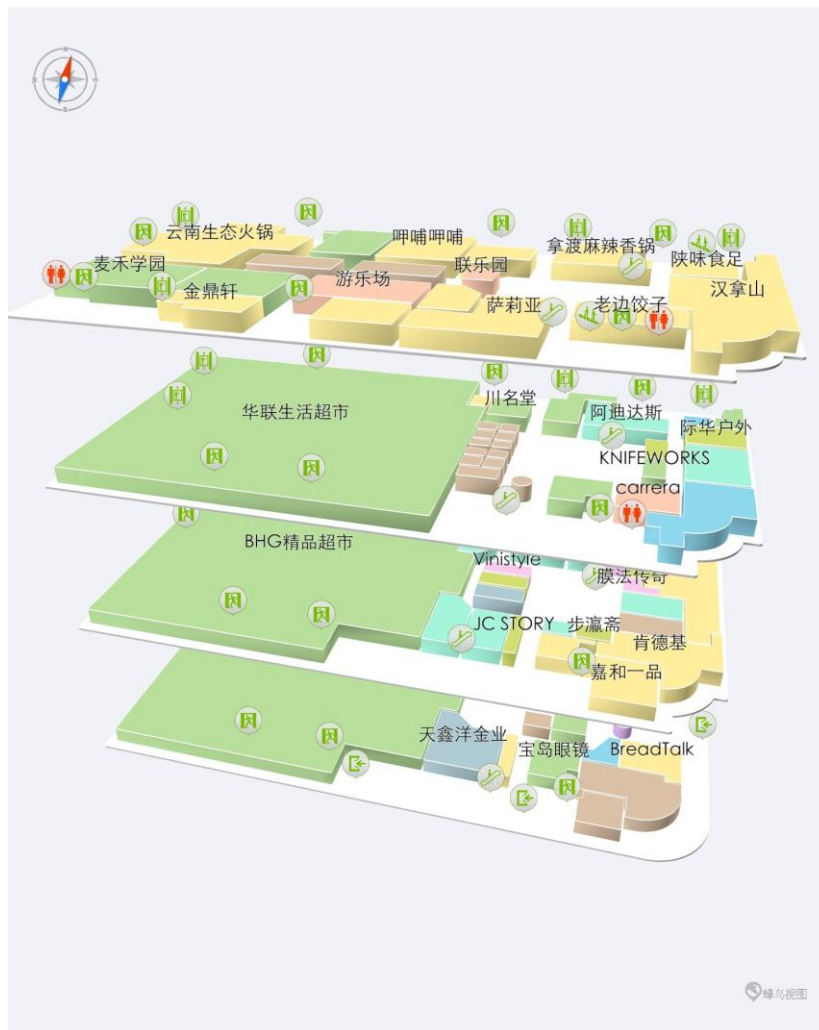 云南生态火锅
呷哺呷哺
拿渡麻辣香锅
陕味食足
麦禾学园
联乐园
游乐场
汉拿山
金鼎轩
萨莉亚
老边饺子
川名堂
华联生活超市
阿迪达斯
际华户外
KNIFEWORKS
carrera
BHG精品超市
Vinistyle
膜法传奇
JC STORY
步瀛斋
肯德基
嘉和一品
天鑫洋金业
宝岛眼镜
BreadTalk
蜂鸟视图